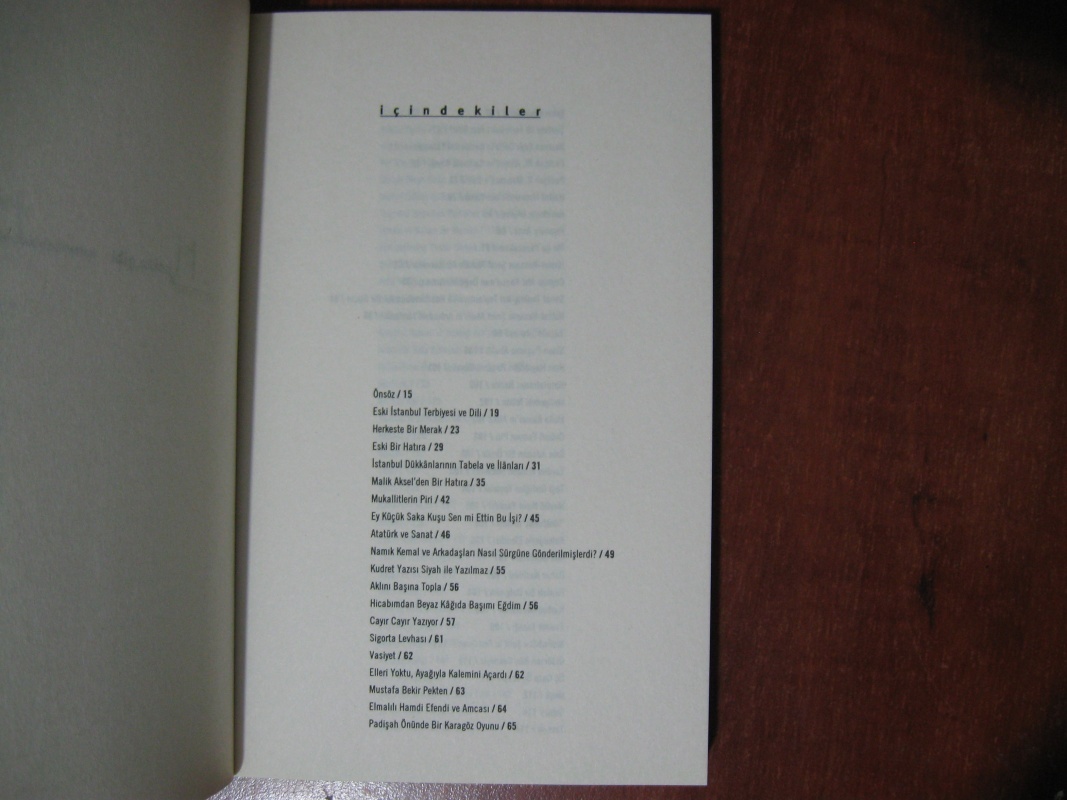 içindekiler
Önsöz / 15
Eski İstanbul Terbiyesi ve Dili / 19
Herkeste Bir Merak / 23
Eski Bir Hatıra / 29
İstanbul Dükkânlarının Tabela ve İlânları / 31
Malik Aksel'den Bir Hatıra / 35
Mukallitlerin Piri / 42
Ey Küçük Saka Kuşu Sen mi Ettin Bu İşi? / 45
Atatürk ve Sanat / 46
Namık Kemal ve Arkadaşları Nasıl Sürgüne Gönderilmişlerdi? / 49
Kudret Yazısı Siyah ile Yazılmaz / 55
Aklını Başına Topla / 56
Hicabımdan Beyaz Kâğıda Başımı Eğdim / 56
Cayır Cayır Yazıyor / 57
Sigorta Levhası / 61
Vasiyet / 62
Elleri Yoktu, Ayağıyla Kalemini Açardı / 62
Mustafa Bekir Pekten / 63
Elmalılı Hamdi Efendi ve Amcası / 64
Padişah Önünde Bir Karagöz Oyunu / 65